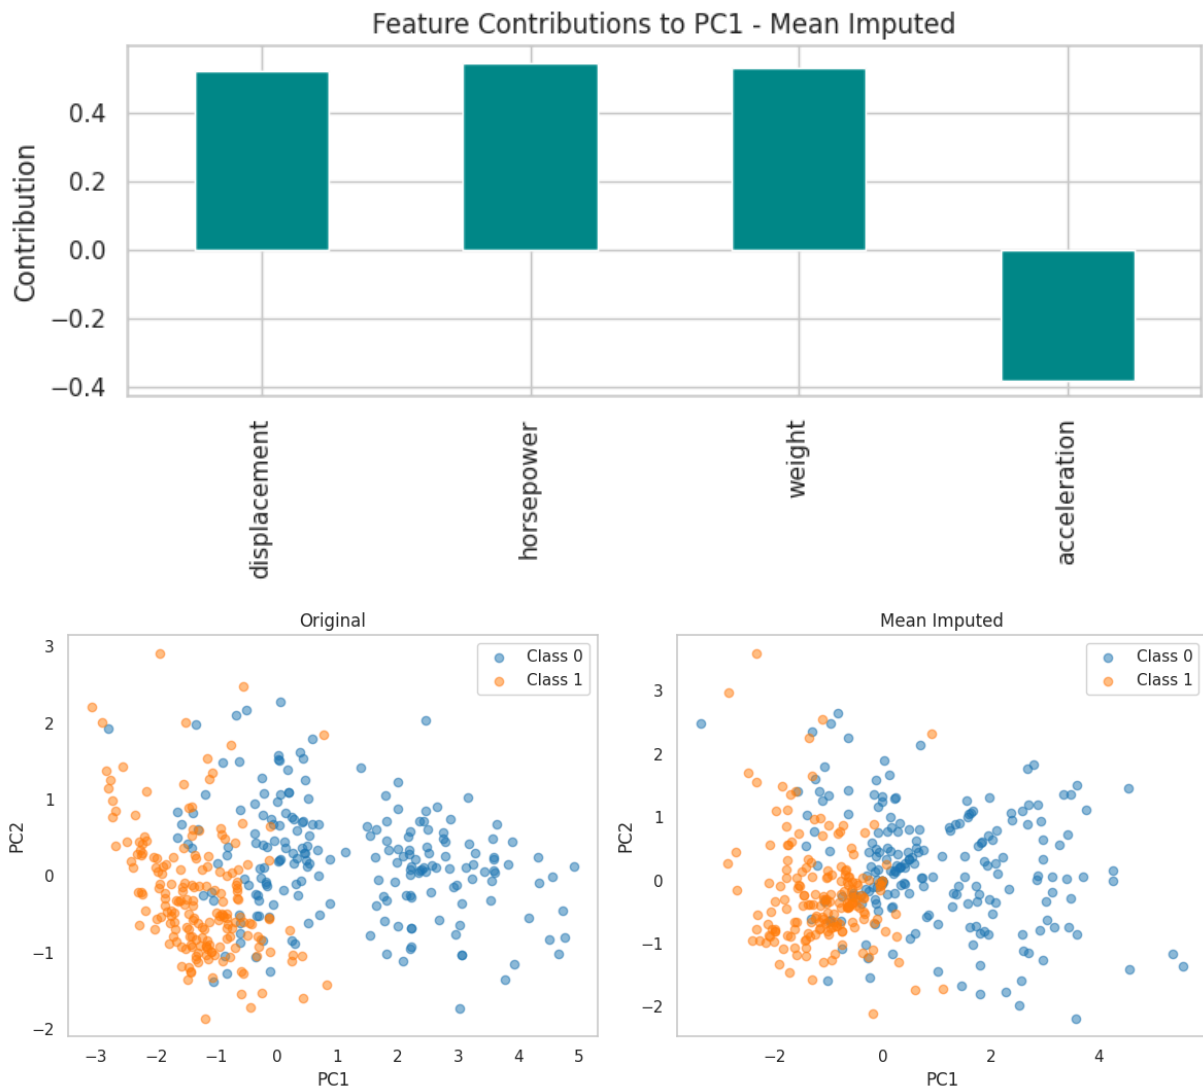 Feature Contributions to PC1 - Mean Imputed
Contribution
0.4
0.2
0.0
−0.2
−0.4
displacement
horsepower
weight
acceleration
Original
Class 0
Class 1
PC2
3
2
1
0
−1
−2
−3 −2 −1 0 1 2 3 4 5
PC1
Mean Imputed
Class 0
Class 1
PC2
3
2
1
0
−1
−2
−2 0 2 4
PC1